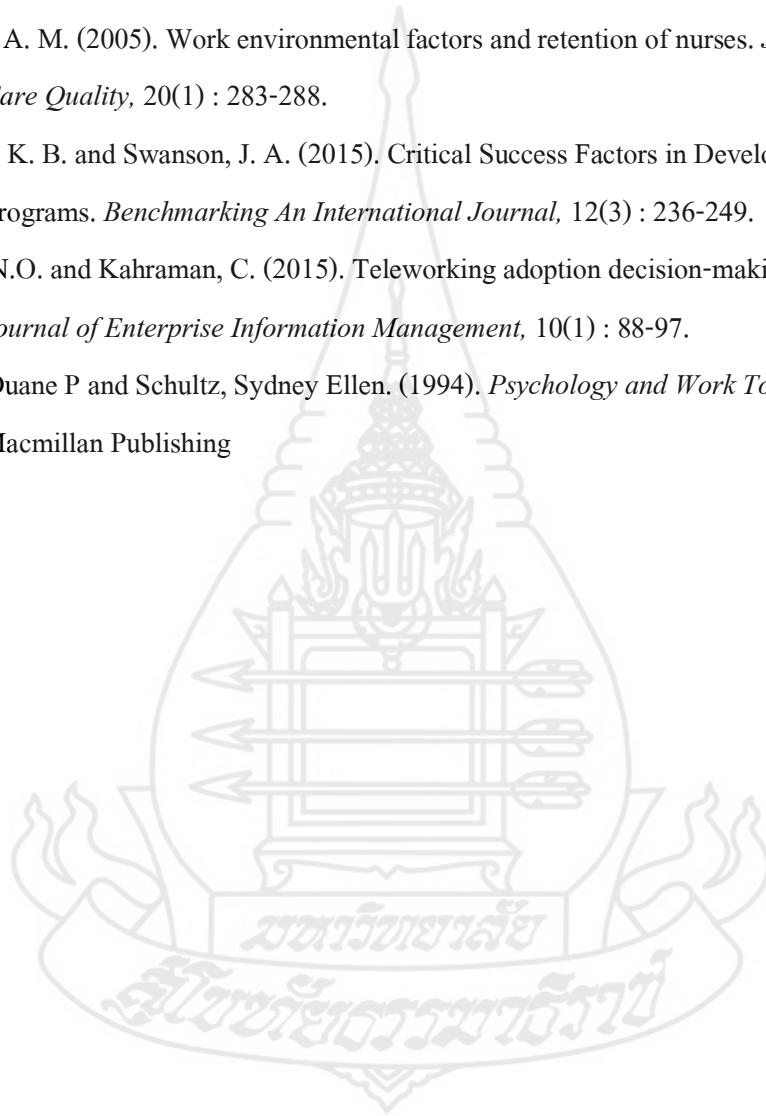 A. M. (2005). Work environmental factors and retention of nurses.
are Quality, 20(1) : 283-288.
K. B. and Swanson, J. A. (2015). Critical Success Factors in Develo
rograms. Benchmarking An International Journal, 12(3) : 236-249.
N.O. and Kahraman, C. (2015). Teleworking adoption decision-maki
ournal of Enterprise Information Management, 10(1) : 88-97.
Duane P and Schultz, Sydney Ellen. (1994). Psychology and Work To
Macmillan Publishing
มหาวิทยาลัย
สุโขทัยธรรมาธิราช